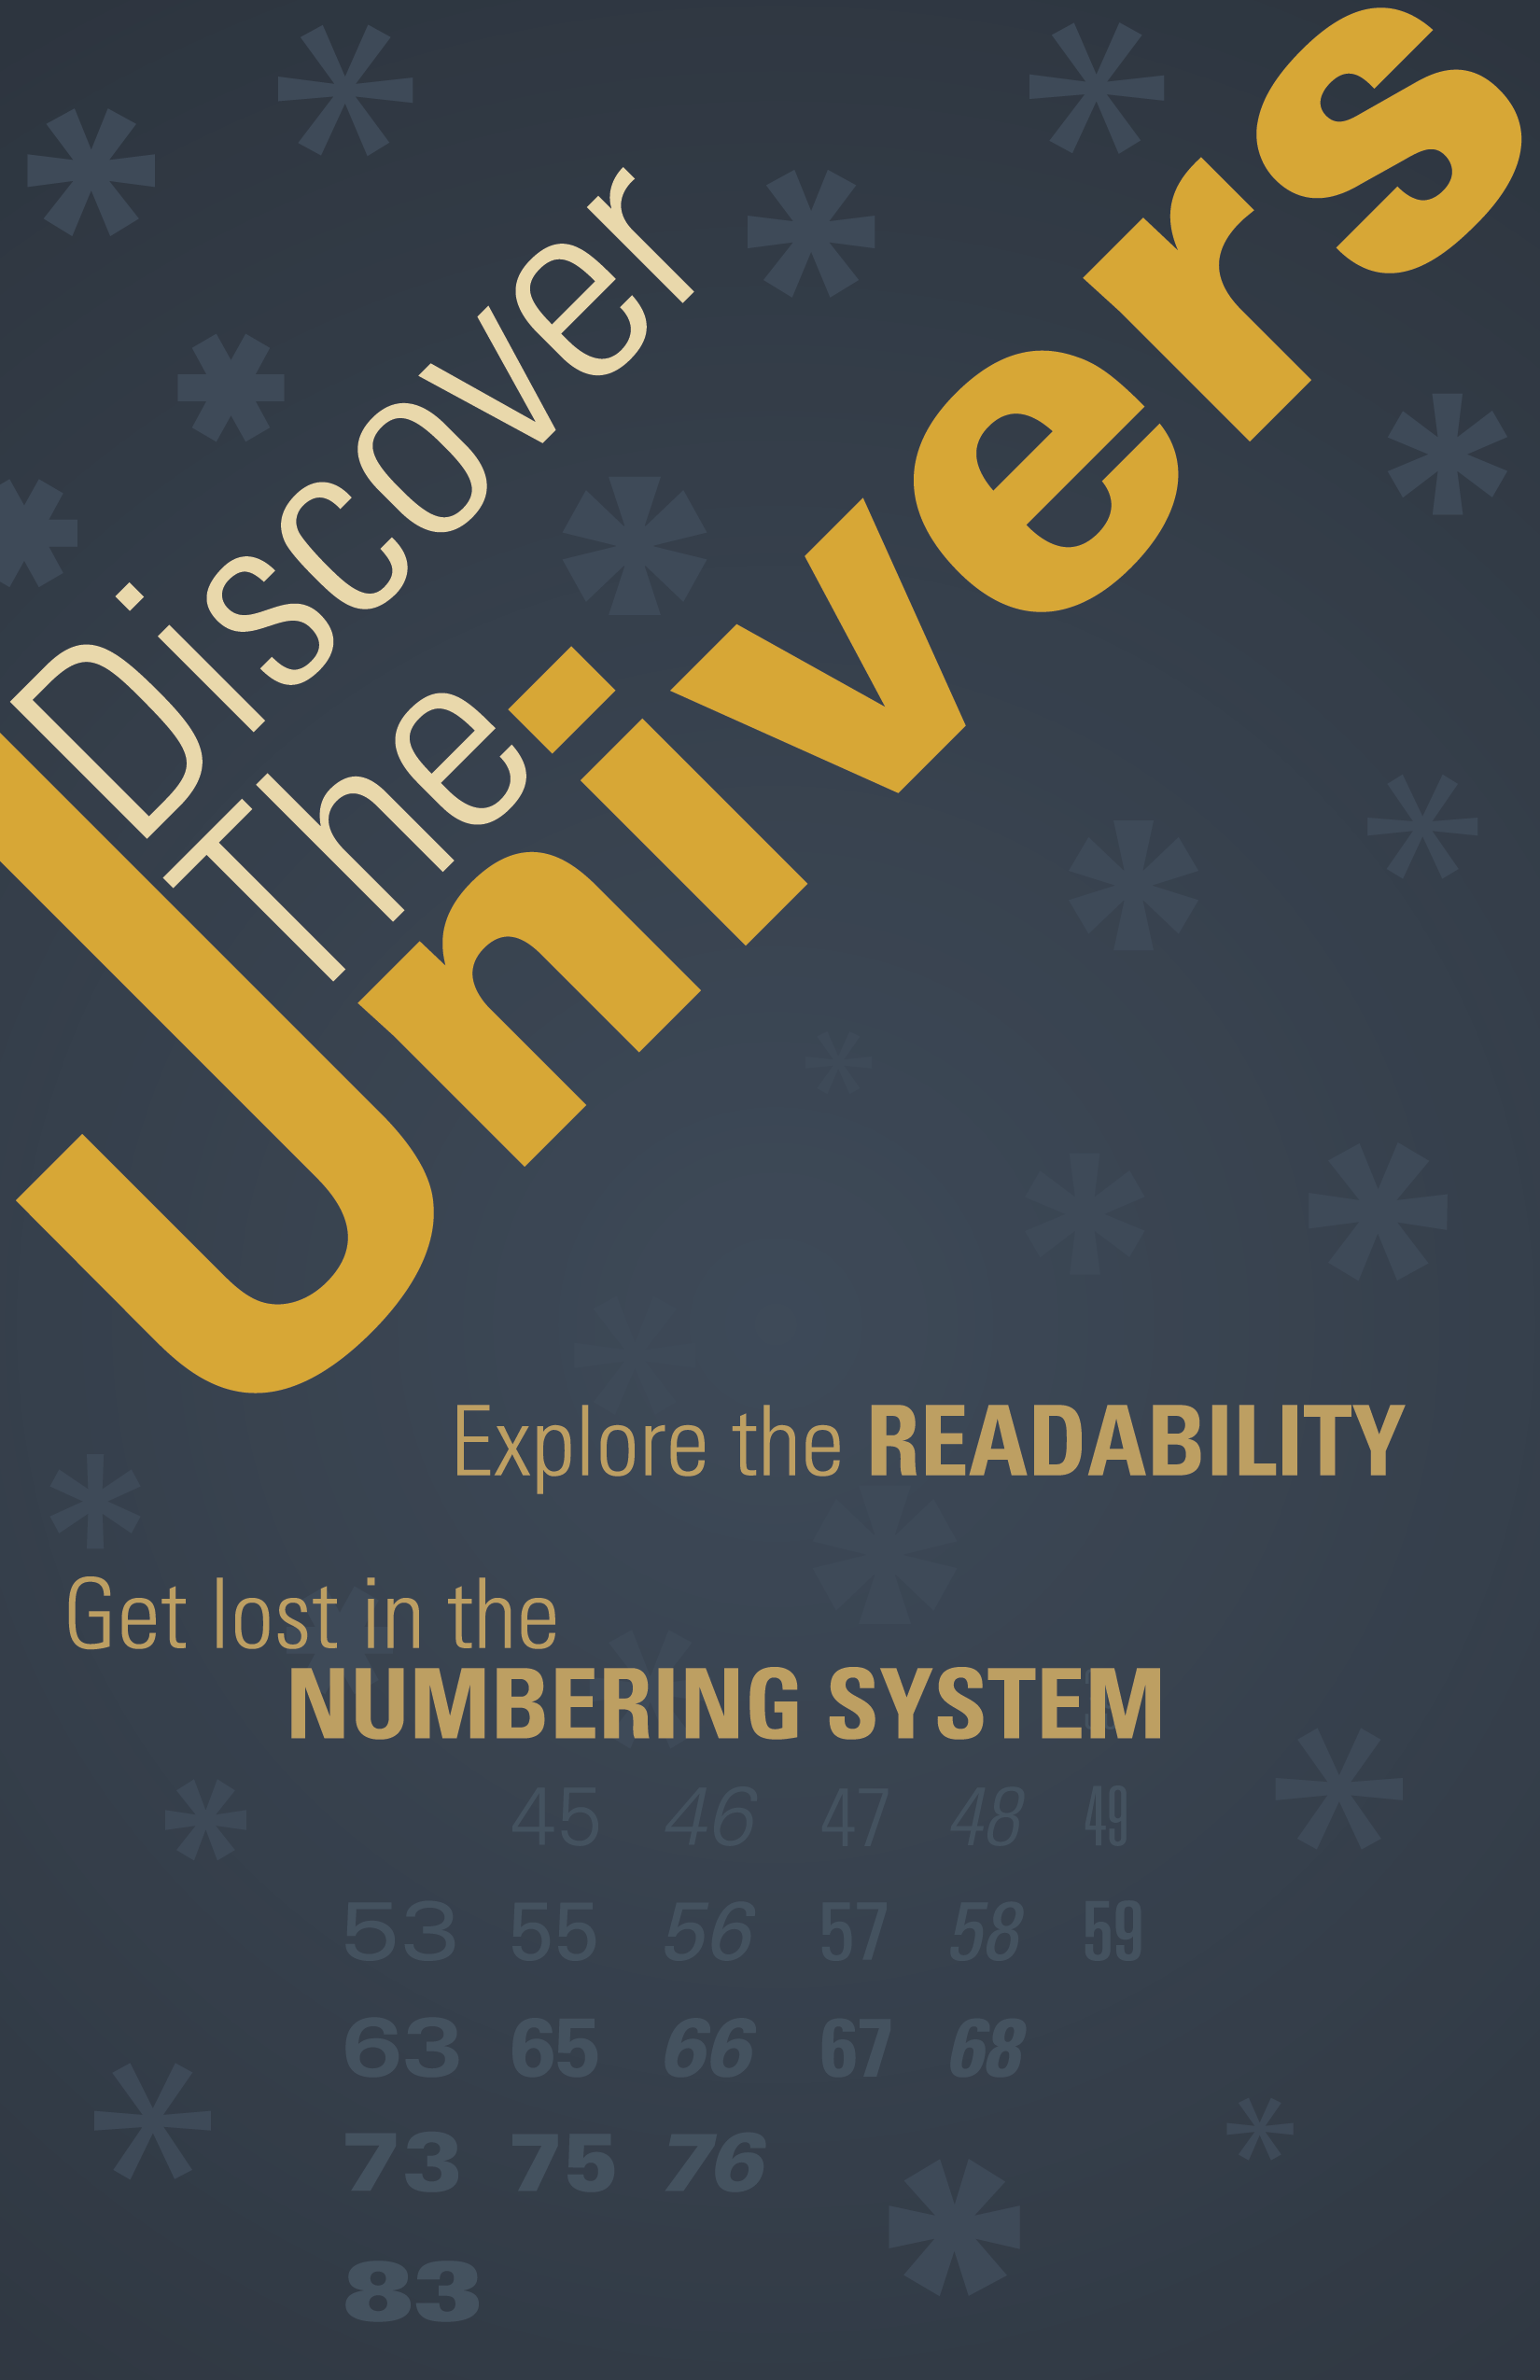 Discover
The
Univers
Explore the READABILITY
Get lost in the
NUMBERING SYSTEM
45 46 47 48 49
53 55 56 57 58 59
63 65 66 67 68
73 75 76
83